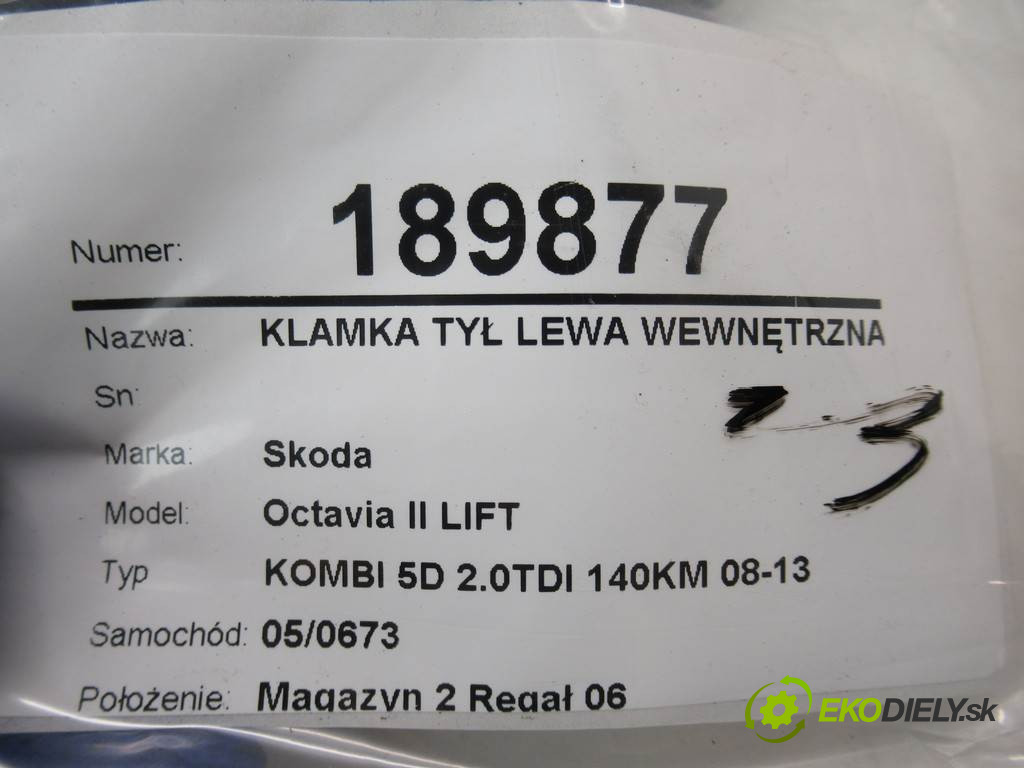 Numer: 189877
Nazwa: KLAMKA TYŁ LEWA WEWNĘTRZNA
Sn:
Marka: Skoda
Model: Octavia II LIFT
Typ KOMBI 5D 2.0TDI 140KM 08-13
Samochód: 05/0673
Położenie: Magazyn 2 Regał 06
EKODIELY.sk